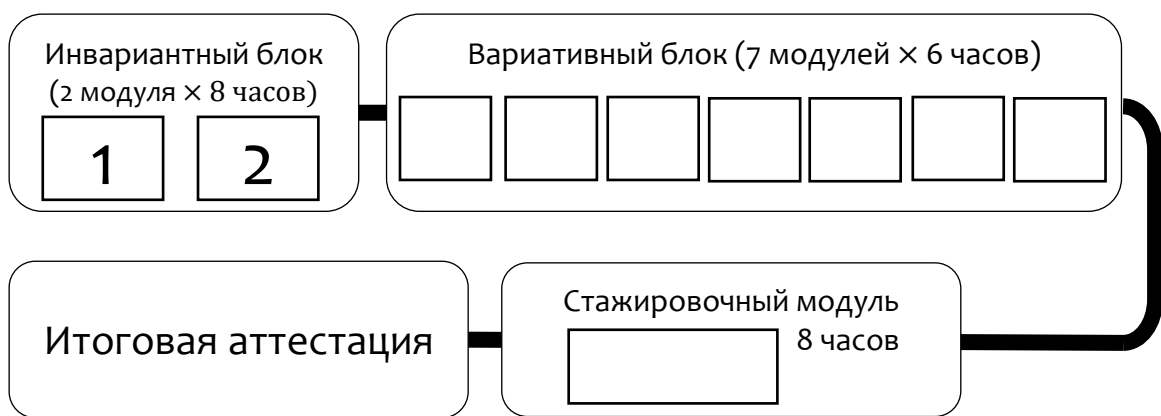 Инвариантный блок
(2 модуля × 8 часов)
1 2
Вариативный блок (7 модулей × 6 часов)
Стажировочный модуль
8 часов
Итоговая аттестация